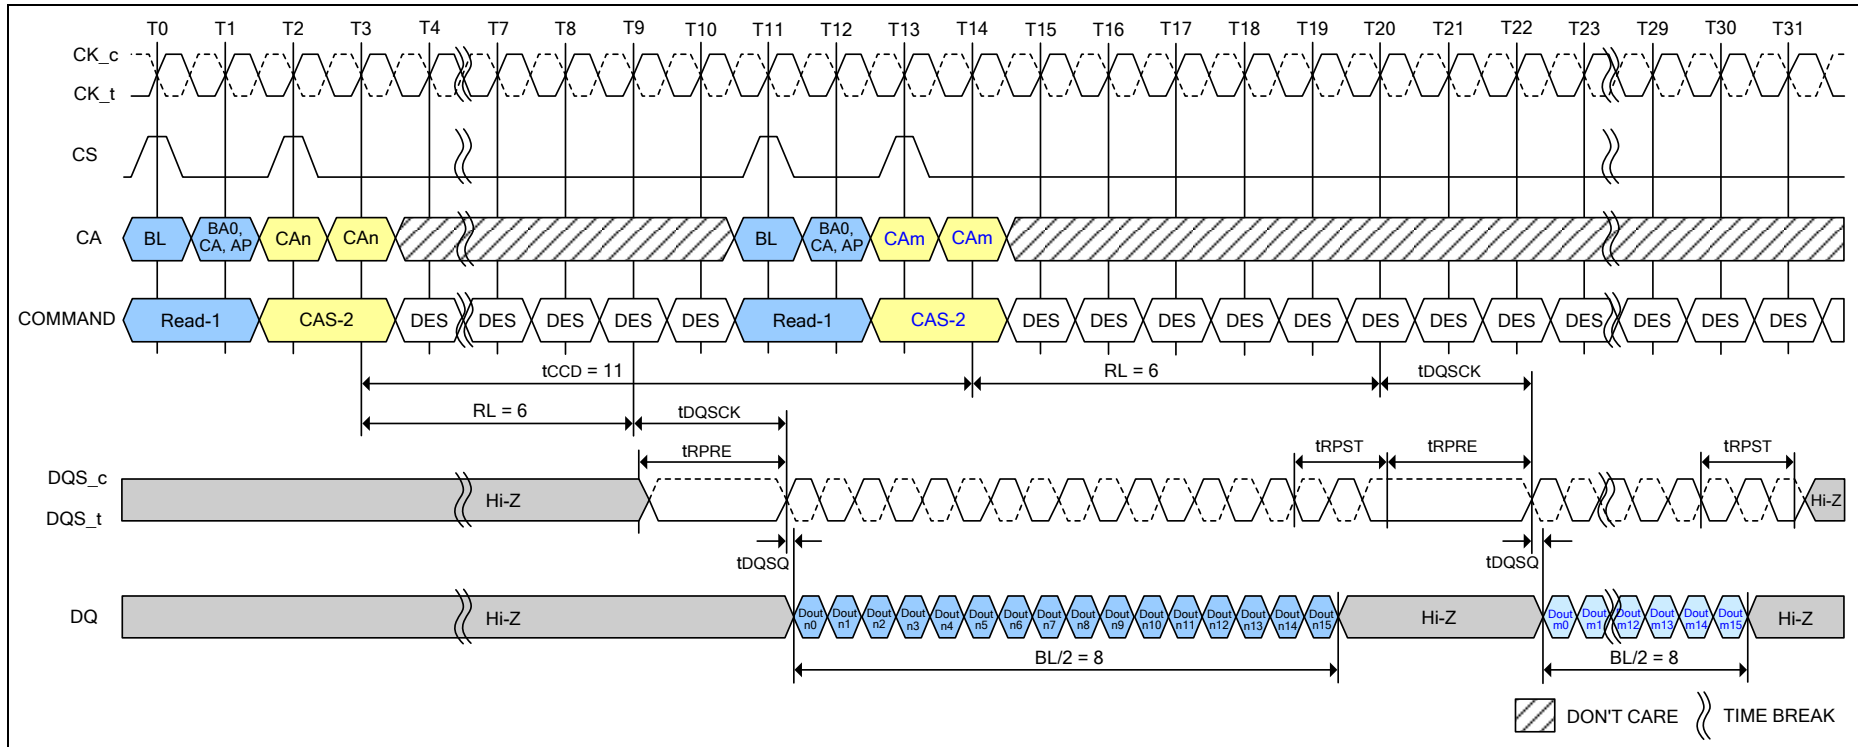 T0 T1 T2 T3 T4 T7 T8 T9 T10 T11 T12 T13 T14 T15 T16 T17 T18 T19 T20 T21 T22 T23 T29 T30 T31
CK_c
CK_t
CS
CA BL BA0, CA, AP CAn CAn BL BA0, CA, AP CAm CAm
COMMAND Read-1 CAS-2 DES DES DES DES DES Read-1 CAS-2 DES DES DES DES DES DES DES DES DES DES DES DES
tCCD = 11 RL = 6 tDQSCK
RL = 6 tDQSCK
tRPRE tRPST tRPRE tRPST
DQS_c
Hi-Z Hi-Z
DQS_t
tDQSQ tDQSQ
DQ Hi-Z Dout n0 Dout n1 Dout n2 Dout n3 Dout n4 Dout n5 Dout n6 Dout n7 Dout n8 Dout n9 Dout n10 Dout n11 Dout n12 Dout n13 Dout n14 Dout n15 Hi-Z Dout m0 Dout m1 Dout m12 Dout m13 Dout m14 Dout m15 Hi-Z
BL/2 = 8 BL/2 = 8
DON'T CARE TIME BREAK